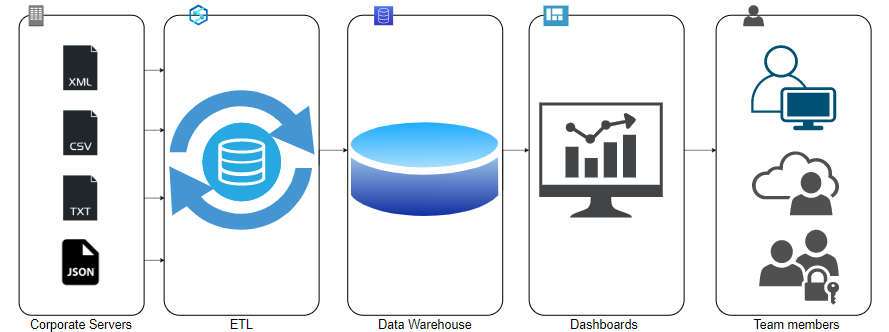 XML
CSV
TXT
JSON
Corporate Servers
ETL
Data Warehouse
Dashboards
Team members